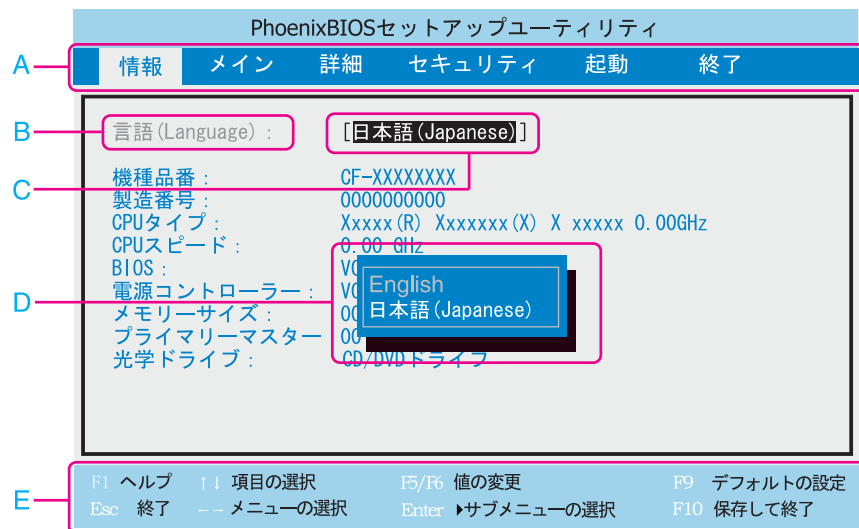 PhoenixBIOSセットアップユーティリティ
A 情報 メイン 詳細 セキュリティ 起動 終了
B 言語(Language) : [日本語(Japanese)]
C
機種品番 : CF-XXXXXXXX
製造番号 : 0000000000
CPUタイプ : Xxxxx(R) Xxxxxxx(X) X xxxxx 0.00GHz
CPUスピード : 0.00 GHz
BIOS : V0
電源コントローラー : V0
メモリーサイズ : 00
プライマリーマスター 00
光学ドライブ : CD/DVDドライブ
D
English
日本語(Japanese)
E
F1 ヘルプ ↑↓ 項目の選択 F5/F6 値の変更 F9 デフォルトの設定
Esc 終了 ←→ メニューの選択 Enter ▶サブメニューの選択 F10 保存して終了